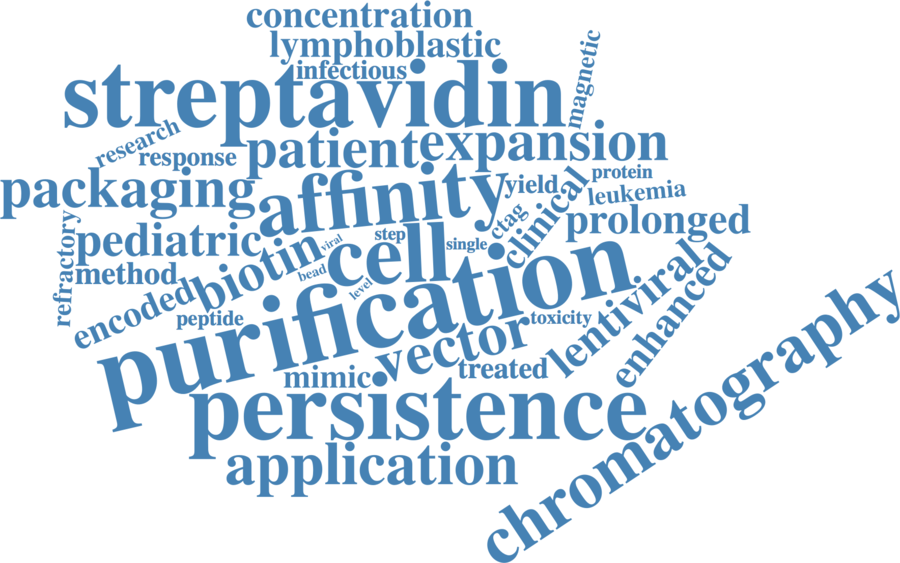 concentration
lymphoblastic
infectious
magnetic
streptavidin
research
response
patient
expansion
protein
packaging
affinity
yield
clinical
leukemia
ctag
prolonged
refractory
pediatric
step
single
viral
cell
method
biotin
bead
level
encoded
peptide
purification
toxicity
lentiviral
enhanced
vector
mimic
treated
persistence
chromatography
application